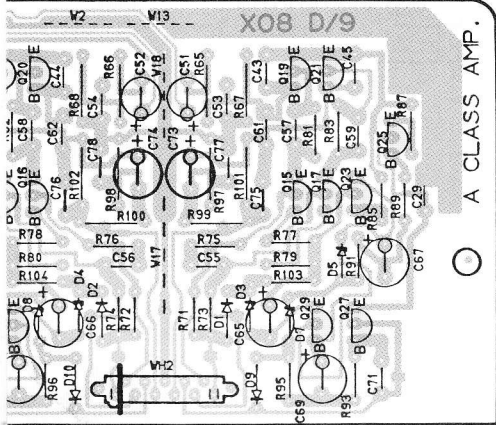 W2 W13 X08 D/9
A CLASS AMP.
Q20 E B C44 R66 C52 W18 C51 R65 C43 Q19 E B Q21 E B C45
R68 C54 C53 R67 R87
C58 C62 C74 C73 C61 C57 R81 R83 C59 Q25 E B
Q16 E B C76 R102 C78 R98 C77 R97 R101 C75 Q15 E B Q17 E B Q23 E B R85 R89 C29
R100 R99
R78 R76 R75 R77
R80 C56 W17 C55 R79 D5 R91 C67
R104 R103
D8 D4 D2 C66 R72 R71 R73 D1 C65 D3 D7 Q29 E B Q27 E B
R96 D10 WH2 D9 R95 C69 R93 C71